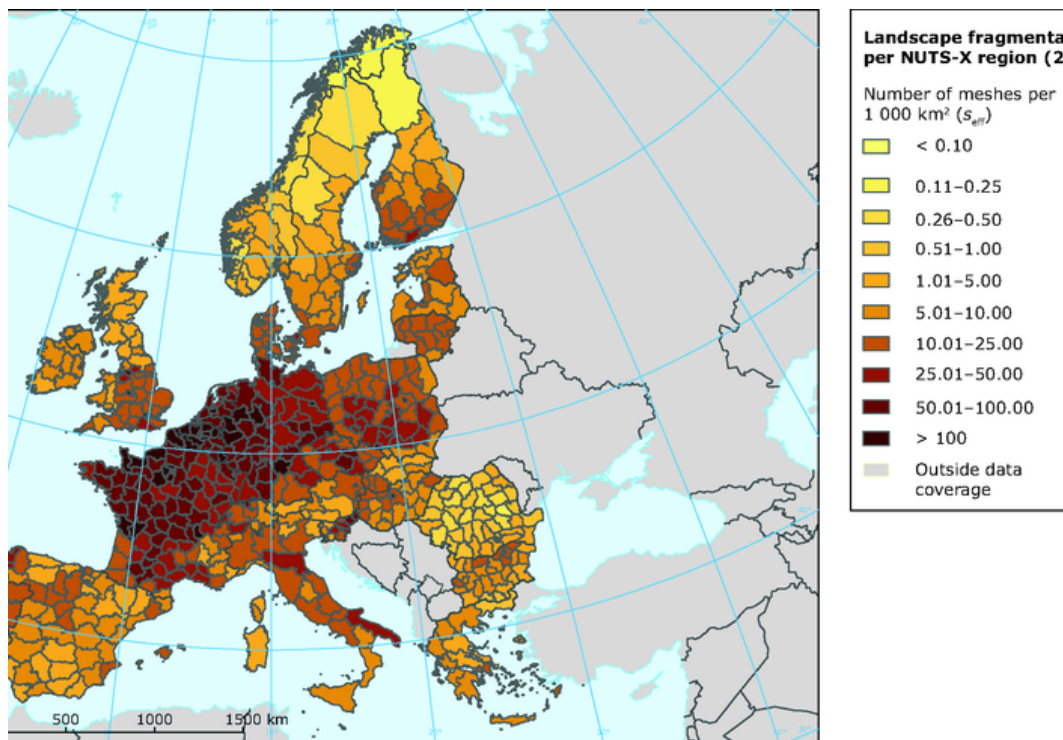 Landscape fragmenta
per NUTS-X region (2
Number of meshes per
1 000 km² (s_eff)
< 0.10
0.11–0.25
0.26–0.50
0.51–1.00
1.01–5.00
5.01–10.00
10.01–25.00
25.01–50.00
50.01–100.00
> 100
Outside data
coverage
500 1000 1500 km